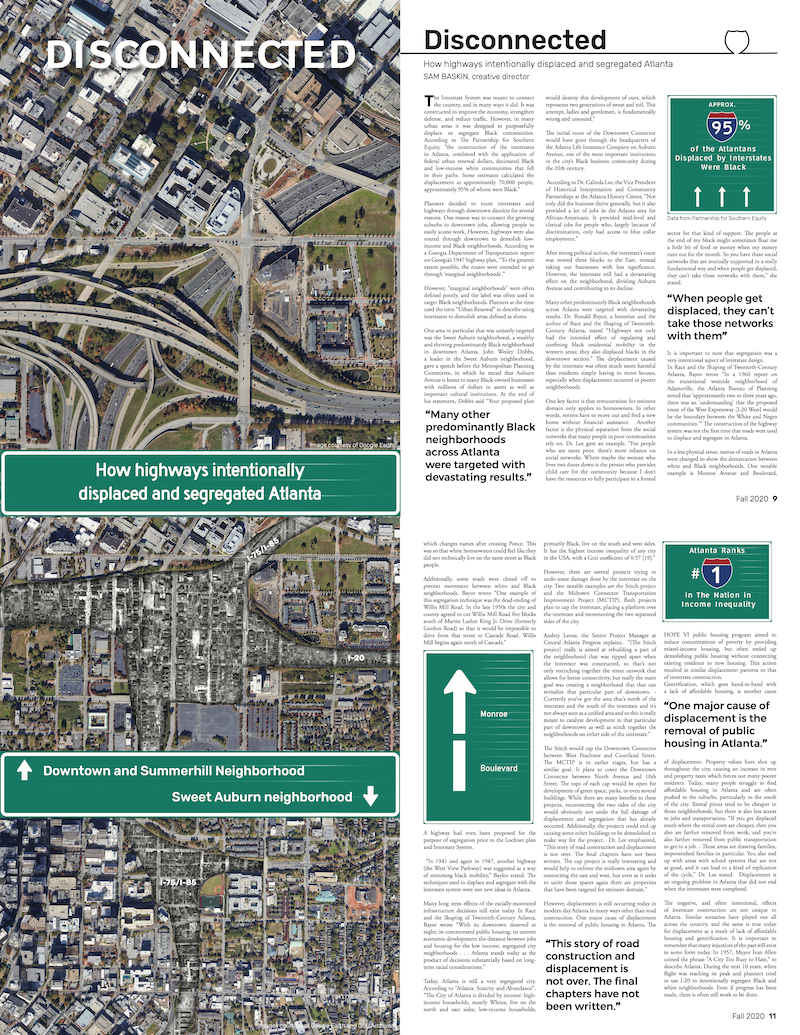 DISCONNECTED
Image courtesy of Google Earth
How highways intentionally
displaced and segregated Atlanta
I-75/I-85
I-20
Downtown and Summerhill Neighborhood
Sweet Auburn neighborhood
I-75/I-85
Disconnected
How highways intentionally displaced and segregated Atlanta
SAM BASKIN, creative director
The Interstate System was meant to connect
the country, and in many ways it did. It was
constructed to improve the economy, strengthen
defense, and reduce traffic. However, in many
urban areas it was designed to purposefully
displace or segregate Black communities.
According to The Partnership for Southern
Equity, "The construction of the interstates
in Atlanta, combined with the application of
federal urban renewal dollars, decimated Black
and low-income white communities that fell
in their paths. Some estimates calculated the
displacement at approximately 70,000 people,
approximately 95% of whom were Black."
Planners decided to route interstates and
highways through downtown districts for several
reasons. One reason was to connect the growing
suburbs to downtown jobs, allowing people to
easily access work. However, highways were also
routed through downtown to demolish low-
income and Black neighborhoods. According to
a Georgia Department of Transportation report
on Georgia's 1947 highway plan, "To the greatest
extent possible, the routes were intended to go
through 'marginal neighborhoods'."
However, "marginal neighborhoods" were often
defined poorly, and the label was often used to
target Black neighborhoods. Planners at the time
used the term "Urban Renewal" to describe using
interstates to demolish areas defined as slums.
One area in particular that was unjustly targeted
was the Sweet Auburn neighborhood, a wealthy
and thriving predominantly Black neighborhood
in downtown Atlanta. John Wesley Dobbs,
a leader in the Sweet Auburn neighborhood,
gave a speech before the Metropolitan Planning
Committee, in which he stated that Auburn
Avenue is home to many Black-owned businesses
with millions of dollars in assets as well as
important cultural institutions. At the end of
his statement, Dobbs said "Your proposed plan
"Many other
predominantly Black
neighborhoods
across Atlanta
were targeted with
devastating results."
would destroy this development of ours, which
represents two generations of sweat and toil. This
attempt, ladies and gentlemen, is fundamentally
wrong and unsound."
The initial route of the Downtown Connector
would have gone through the headquarters of
the Atlanta Life Insurance Company on Auburn
Avenue, one of the most important institutions
in the city's Black business community during
the 20th century.
According to Dr. Calinda Lee, the Vice President
of Historical Interpretation and Community
Partnerships at the Atlanta History Center, "Not
only did the business thrive generally, but it also
provided a lot of jobs in the Atlanta area for
African-Americans. It provided mid-level and
clerical jobs for people who, largely because of
discrimination, only had access to blue collar
employment."
After strong political action, the interstate's route
was moved three blocks to the East, instead
taking out businesses with less significance.
However, the interstate still had a devastating
effect on the neighborhood, dividing Auburn
Avenue and contributing to its decline.
Many other predominantly Black neighborhoods
across Atlanta were targeted with devastating
results. Dr. Ronald Bayor, a historian and the
author of Race and the Shaping of Twentieth-
Century Atlanta, stated "Highways not only
had the intended effect of regulating and
confining black residential mobility in the
western areas; they also displaced blacks in the
downtown section." The displacement caused
by the interstate was often much more harmful
than residents simply having to move houses,
especially when displacement occurred in poorer
neighborhoods.
One key factor is that remuneration for eminent
domain only applies to homeowners. In other
words, renters have to move out and find a new
home without financial assistance. Another
factor is the physical separation from the social
networks that many people in poor communities
rely on. Dr. Lee gave an example, "For people
who are more poor, there's more reliance on
social networks. Where maybe the woman who
lives two doors down is the person who provides
child care for the community because I don't
have the resources to fully participate in a formal
APPROX.
95 %
of the Atlantans
Displaced by Interstates
Were Black
Data from Partnership for Southern Equity.
sector for that kind of support. The people at
the end of my block might sometimes float me
a little bit of food or money when my money
runs out for the month. So you have these social
networks that are mutually supported in a really
fundamental way and when people get displaced,
they can't take those networks with them," she
stated.
"When people get
displaced, they can't
take those networks
with them"
It is important to note that segregation was a
very intentional aspect of interstate design.
In Race and the Shaping of Twentieth-Century
Atlanta, Bayor wrote "In a 1960 report on
the transitional westside neighborhood of
Adamsville, the Atlanta Bureau of Planning
noted that 'approximately two to three years ago,
there was an 'understanding' that the proposed
route of the West Expressway [I-20 West] would
be the boundary between the White and Negro
communities.'" The construction of the highway
system was not the first time that roads were used
to displace and segregate in Atlanta.
In a less physical sense, names of roads in Atlanta
were changed to show the demarcation between
white and Black neighborhoods. One notable
example is Monroe Avenue and Boulevard,
Fall 2020 9
which changes names after crossing Ponce. This
was so that white homeowners could feel like they
did not technically live on the same street as Black
people.
Additionally, some roads were closed off to
prevent movement between white and Black
neighborhoods. Bayor wrote "One example of
this segregation technique was the dead-ending of
Willis Mill Road. In the late 1950s the city and
county agreed to cut Willis Mill Road five blocks
south of Martin Luther King Jr. Drive (formerly
Gordon Road) so that it would be impossible to
drive from that street to Cascade Road. Willis
Mill begins again north of Cascade."
Monroe
Boulevard
A highway had even been proposed for the
purpose of segregation prior to the Lochner plan
and Interstate System.
"In 1941 and again in 1947, another highway
(the West View Parkway) was suggested as a way
of stemming black mobility," Baylor stated. The
techniques used to displace and segregate with the
interstate system were not new ideas in Atlanta.
Many long term effects of the racially-motivated
infrastructure decisions still exist today. In Race
and the Shaping of Twentieth-Century Atlanta,
Bayor wrote "With its downtown deserted at
night; its concentrated public housing; its uneven
economic development; the distance between jobs
and housing for the low income, segregated city
neighborhoods . . . . Atlanta stands today as the
product of decisions substantially based on long-
term racial considerations."
Today, Atlanta is still a very segregated city.
According to "Atlanta: Scarcity and Abundance",
"The City of Atlanta is divided by income: high-
income households, mostly Whites, live on the
north and east sides; low-income households,
primarily Black, live on the south and west sides.
It has the highest income inequality of any city
in the USA, with a Gini coefficient of 0.57 [19]."
However, there are several projects trying to
undo some damage done by the interstate on the
city. Two notable examples are the Stitch and
the Midtown Connector Transportation
Improvement Project (MCTIP). Both projects
plan to cap the interstate, placing a platform over
the interstate and reconnecting the two separated
sides of the city.
Audrey Leous, the Senior Project Manager at
Central Atlanta Progress explains, "[The Stitch
project] really is aimed at rebuilding a part of
the neighborhood that was ripped apart when
the interstate was constructed, so that's not
only restitching together the street network that
allows for better connectivity, but really the main
goal was creating a neighborhood that that can
revitalize that particular part of downtown. -
Currently you've got the area that's north of the
interstate and the south of the interstate and it's
not always seen at a unified area and so this is really
meant to catalyze development in that particular
part of downtown as well as stitch together the
neighborhoods on either side of the interstate."
The Stitch would cap the Downtown Connector
between West Peachtree and Courtland Street.
The MCTIP is in earlier stages, but has a
similar goal. It plans to cover the Downtown
Connector between North Avenue and 10th
Street. The tops of each cap would be open for
development of green space, parks, or even several
buildings. While there are many benefits to these
projects, reconnecting the two sides of the city
would obviously not undo the full damage of
displacement and segregation that has already
occurred. Additionally, the projects could end up
causing some other buildings to be demolished to
make way for the project. Dr. Lee emphasized,
"This story of road construction and displacement
is not over. The final chapters have not been
written. The cap project is really interesting and
would help to enliven the midtown area again by
connecting the east and west, but even as it seeks
to unite those spaces again there are properties
that have been targeted for eminent domain."
However, displacement is still occurring today in
modern day Atlanta in many ways other than road
construction. One major cause of displacement
is the removal of public housing in Atlanta. The
"This story of road
construction and
displacement is
not over. The final
chapters have not
been written."
Atlanta Ranks
# 1
in The Nation in
Income Inequality
HOPE VI public housing program aimed to
reduce concentrations of poverty by providing
mixed-income housing, but often ended up
demolishing public housing without connecting
existing residents to new housing. This action
resulted in similar displacement patterns to that
of interstate construction.
Gentrification, which goes hand-in-hand with
a lack of affordable housing, is another cause
"One major cause of
displacement is the
removal of public
housing in Atlanta."
of displacement. Property values have shot up
throughout the city, causing an increase in rent
and property taxes which forces out many poorer
residents. Today, many people struggle to find
affordable housing in Atlanta and are often
pushed to the suburbs, particularly to the south
of the city. Rental prices tend to be cheaper in
those neighborhoods, but there is also less access
to jobs and transportation. "If you get displaced
south where the rental costs are cheaper, then you
also are further removed from work, and you're
also further removed from public transportation
to get to a job. - Those are drawing families,
impoverished families in particular. You also end
up with areas with school systems that are not
as good, and it can lead to a kind of replication
of the cycle," Dr. Lee stated. Displacement is
an ongoing problem in Atlanta that did not end
when the interstates were completed.
The negative, and often intentional, effects
of interstate construction are not unique to
Atlanta. Similar scenarios have played out all
across the country, and the same is true today
for displacement as a result of lack of affordable
housing and gentrification. It is important to
remember that many injustices of the past still exist
in some form today. In 1957, Mayor Ivan Allen
coined the phrase "A City Too Busy to Hate," to
describe Atlanta. During the next 10 years, white
flight was reaching its peak and planners tried
to use I-to intentionally segregate Black and
white neighborhoods. Even if progress has been
made, there is often still work to be done.
Fall 2020 11